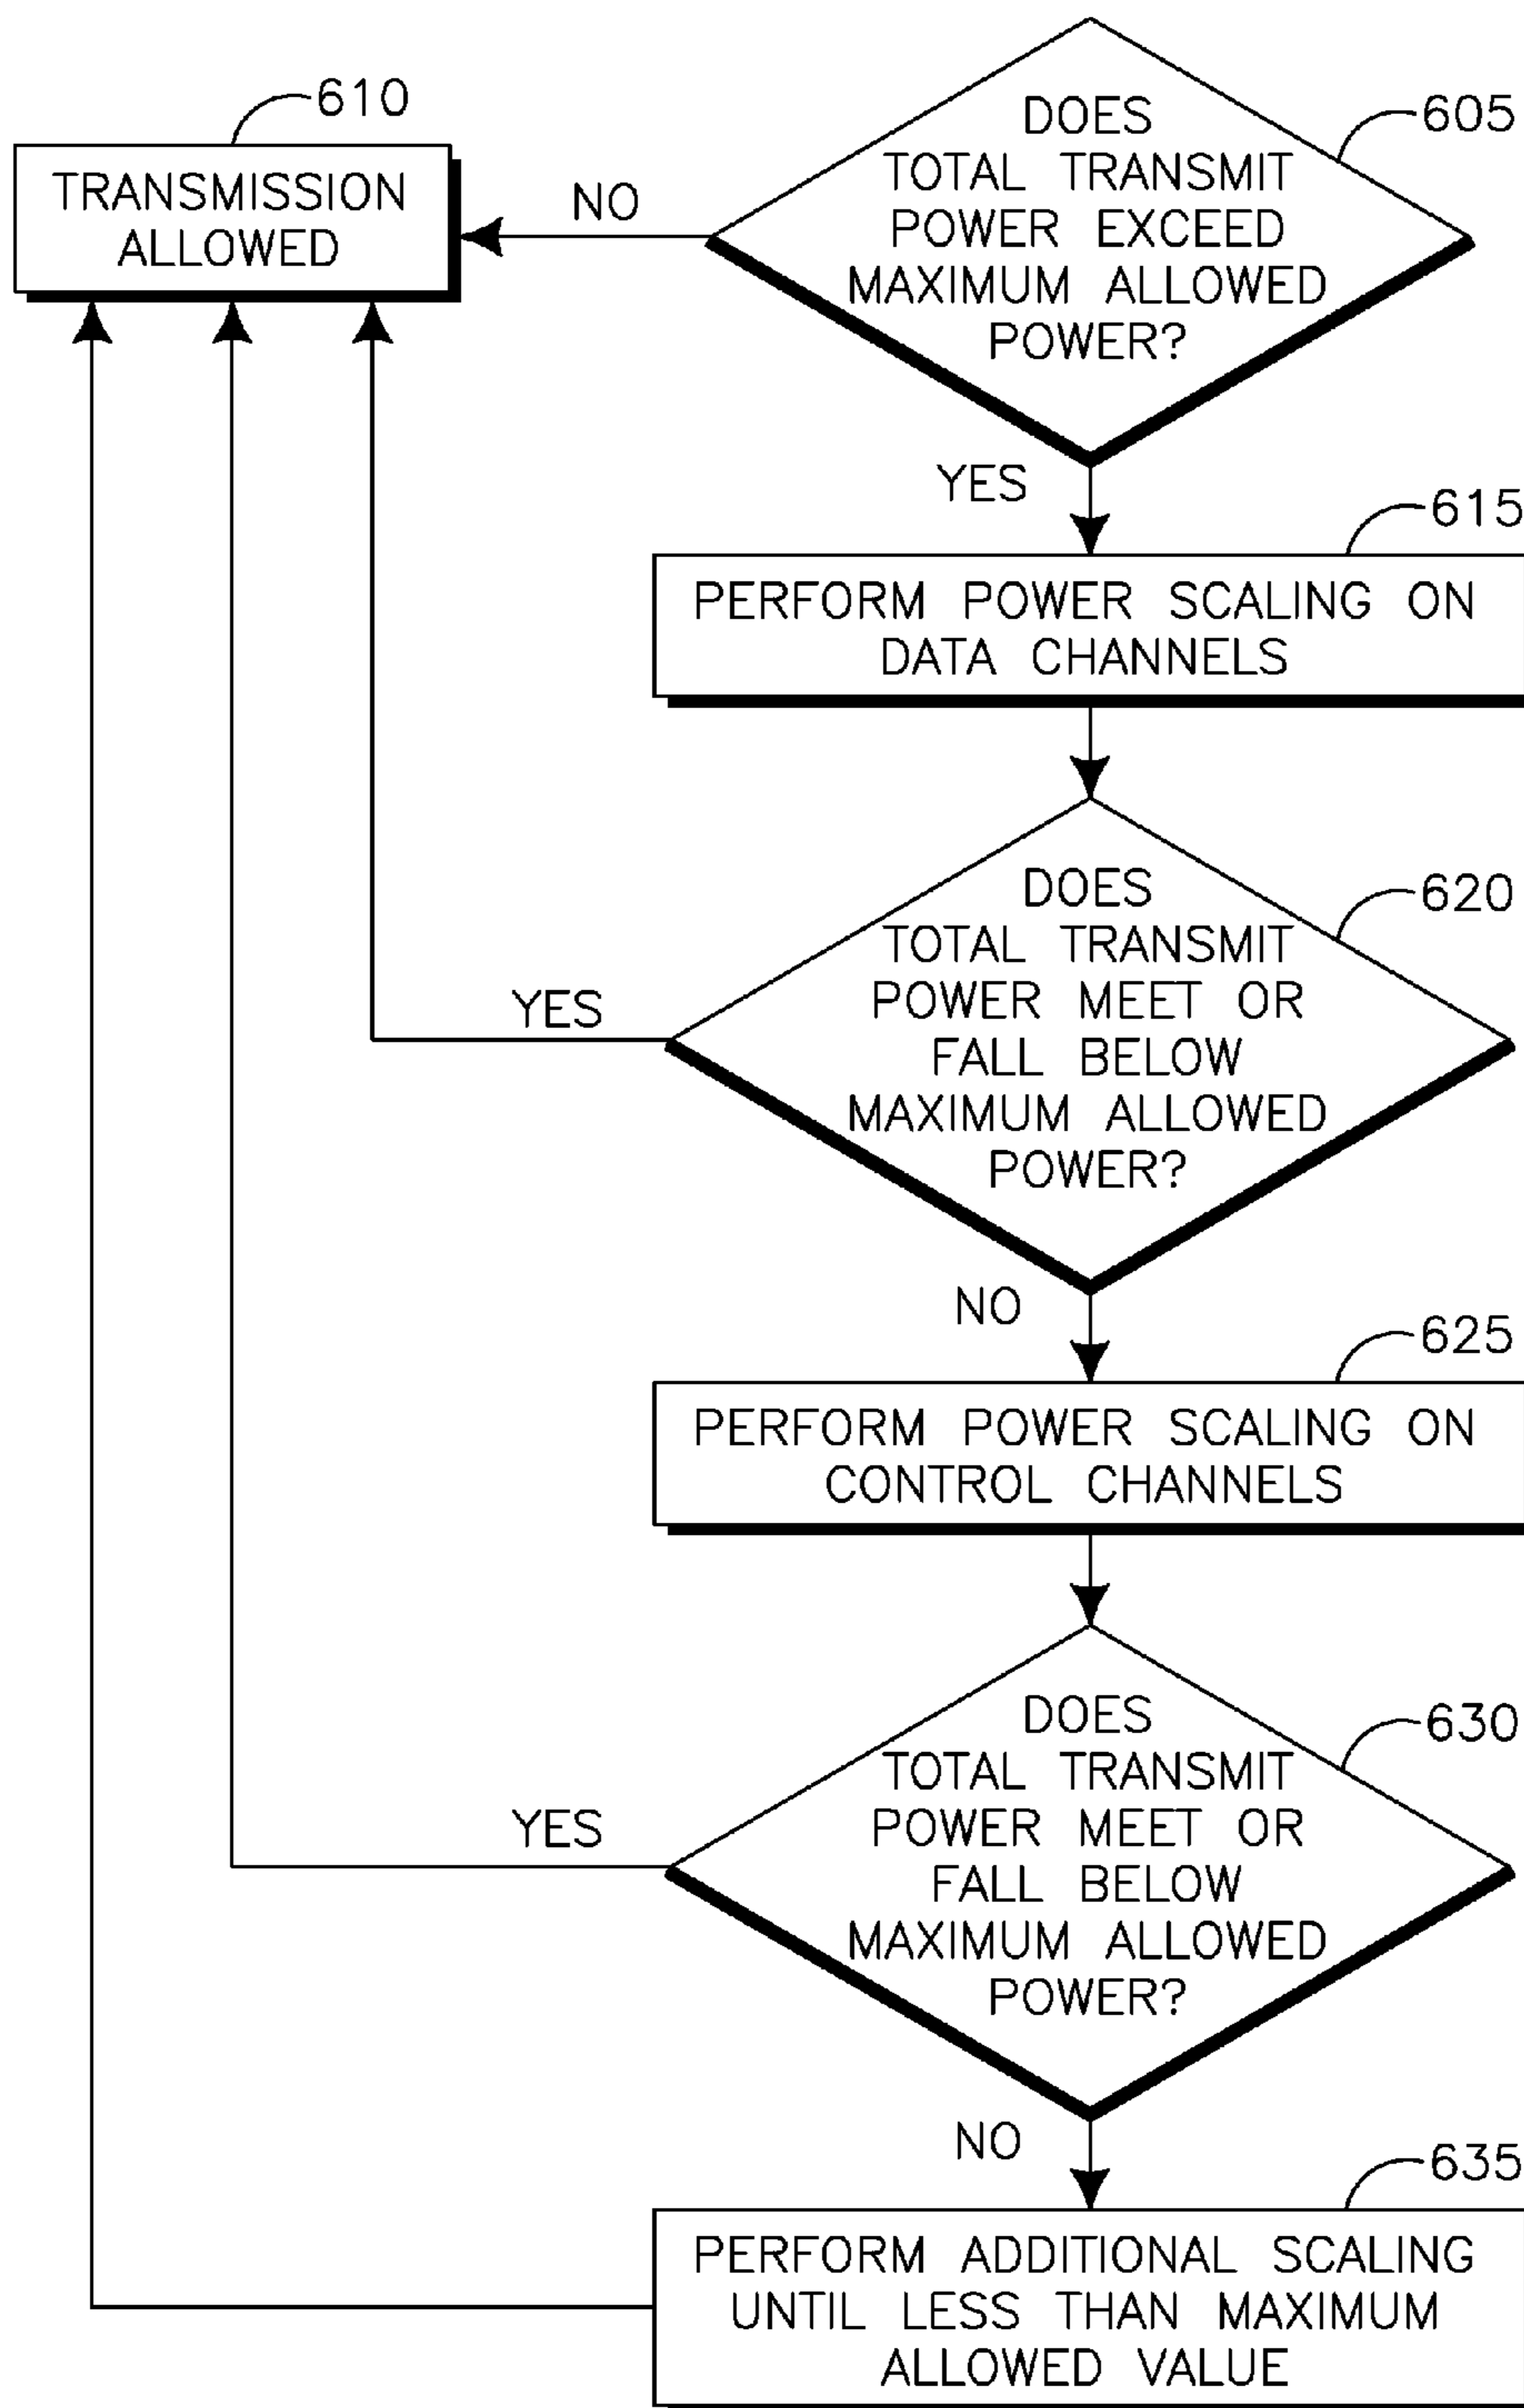 610
TRANSMISSION
ALLOWED
605
DOES
TOTAL TRANSMIT
POWER EXCEED
MAXIMUM ALLOWED
POWER?
NO
YES
615
PERFORM POWER SCALING ON
DATA CHANNELS
620
DOES
TOTAL TRANSMIT
POWER MEET OR
FALL BELOW
MAXIMUM ALLOWED
POWER?
YES
NO
625
PERFORM POWER SCALING ON
CONTROL CHANNELS
630
DOES
TOTAL TRANSMIT
POWER MEET OR
FALL BELOW
MAXIMUM ALLOWED
POWER?
YES
NO
635
PERFORM ADDITIONAL SCALING
UNTIL LESS THAN MAXIMUM
ALLOWED VALUE